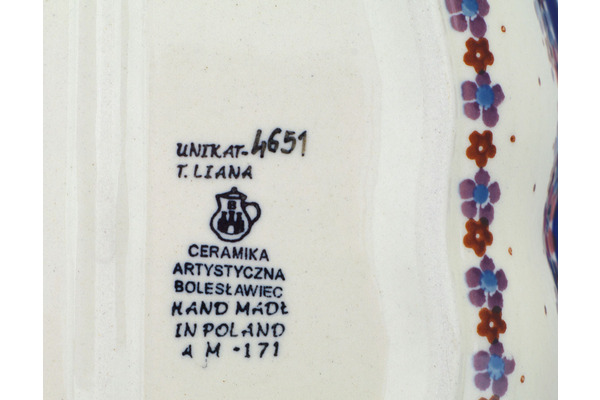 UNIKAT-4651
T. LIANA
B
CERAMIKA
ARTYSTYCZNA
BOLESŁAWIEC
HAND MADE
IN POLAND
A M -171